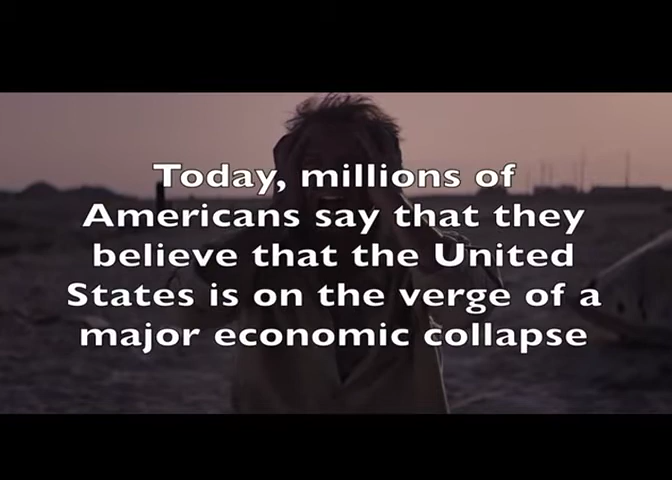 Today, millions of
Americans say that they
believe that the United
States is on the verge of a
major economic collapse